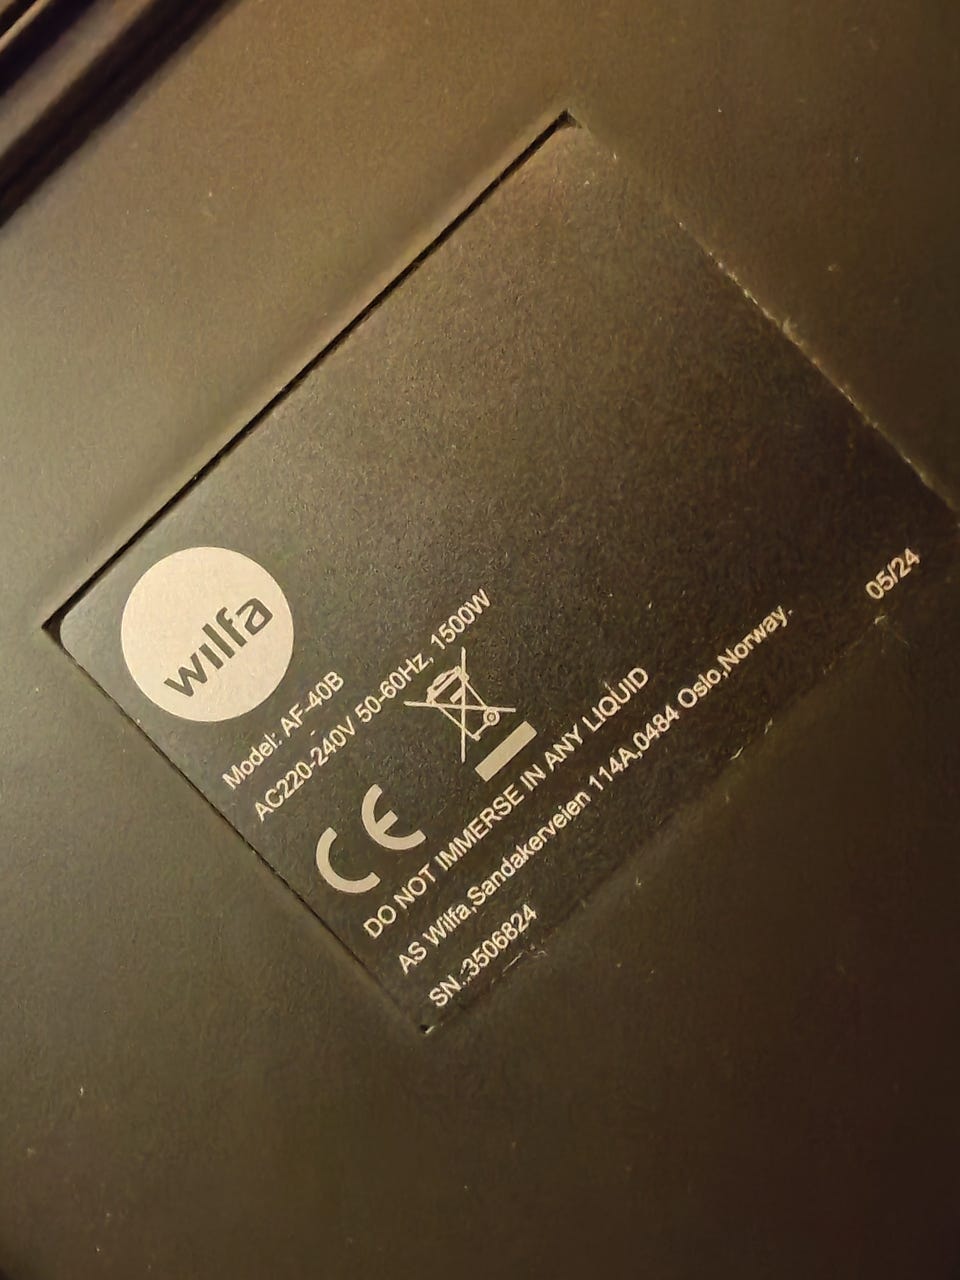 wilfa
Model: AF-40B
AC220-240V 50-60Hz, 1500W
CE
DO NOT IMMERSE IN ANY LIQUID
AS Wilfa,Sandakerveien 114A,0484 Oslo,Norway.
SN.:3506824
05/24